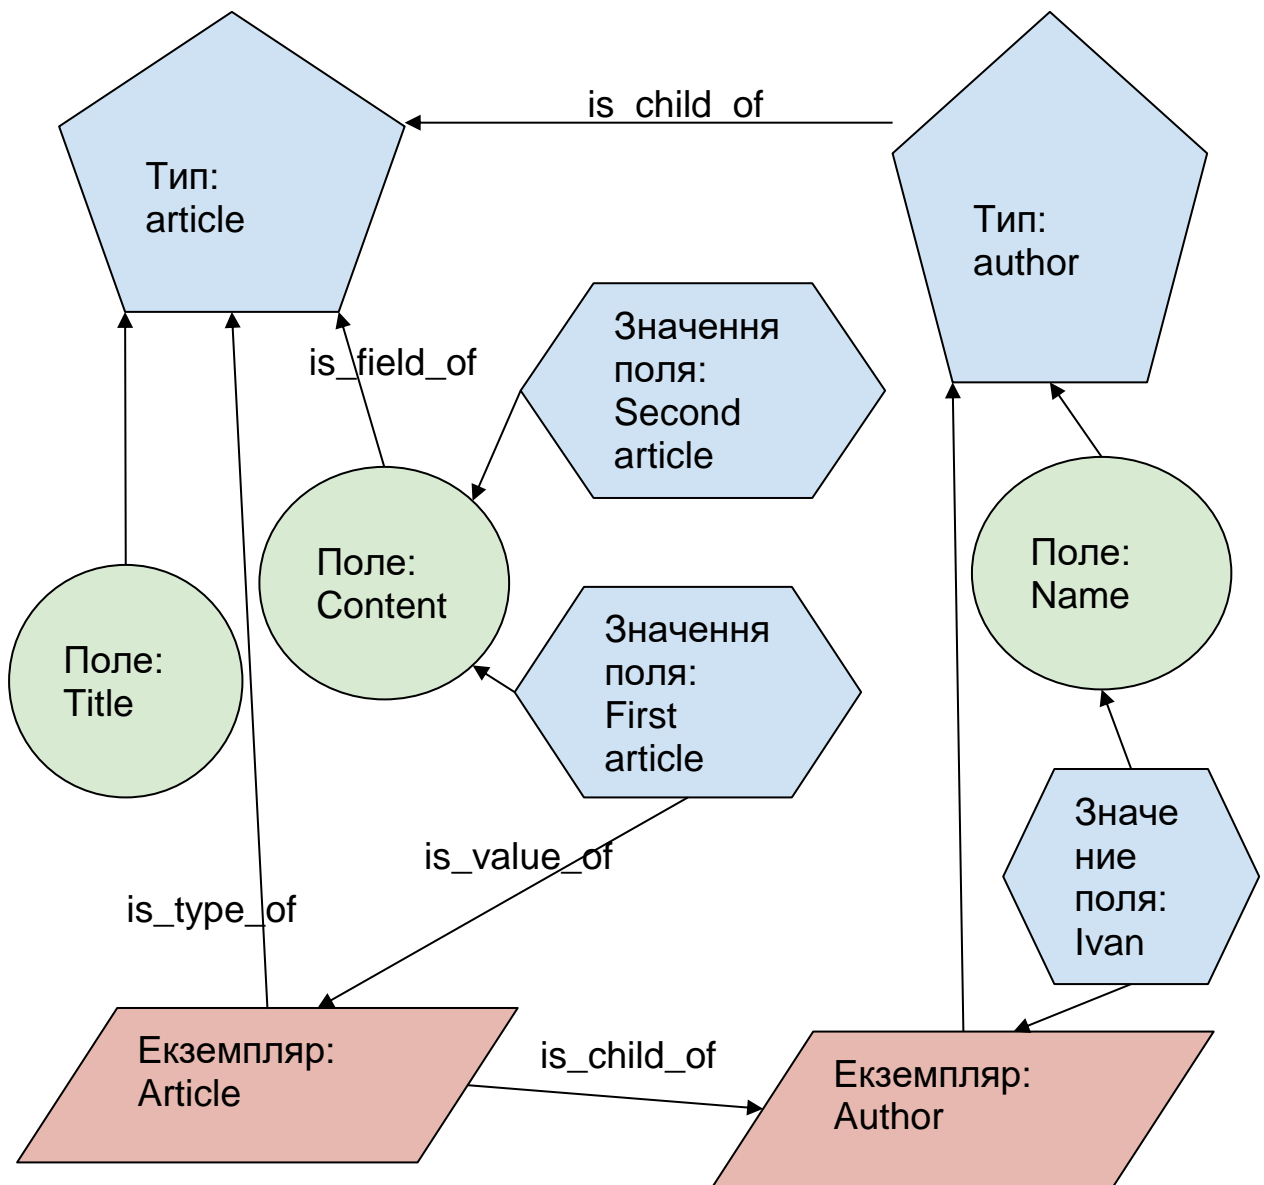 is_child_of
Тип:
article
Тип:
author
Значення
поля:
Second
article
is_field_of
Поле:
Content
Поле:
Name
Значення
поля:
First
article
Поле:
Title
Значе
ние
поля:
Ivan
is_value_of
is_type_of
Екземпляр:
Article
is_child_of
Екземпляр:
Author